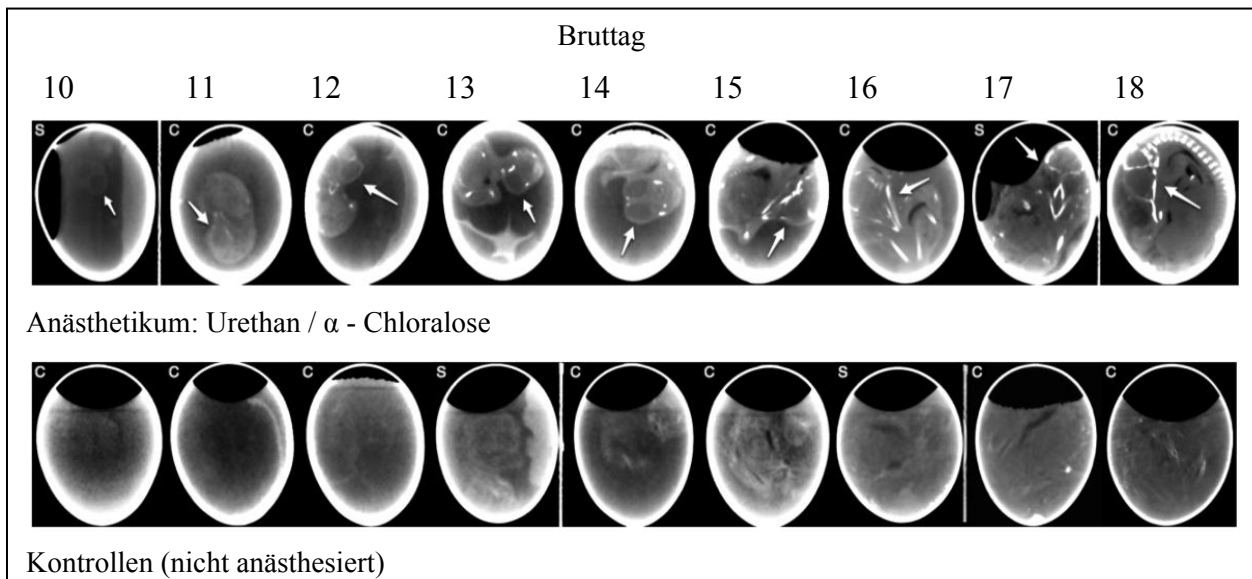 Bruttag
10 11 12 13 14 15 16 17 18
S C C C C C C S C
Anästhetikum: Urethan / α - Chloralose
C C C S C C S C C
Kontrollen (nicht anästhesiert)